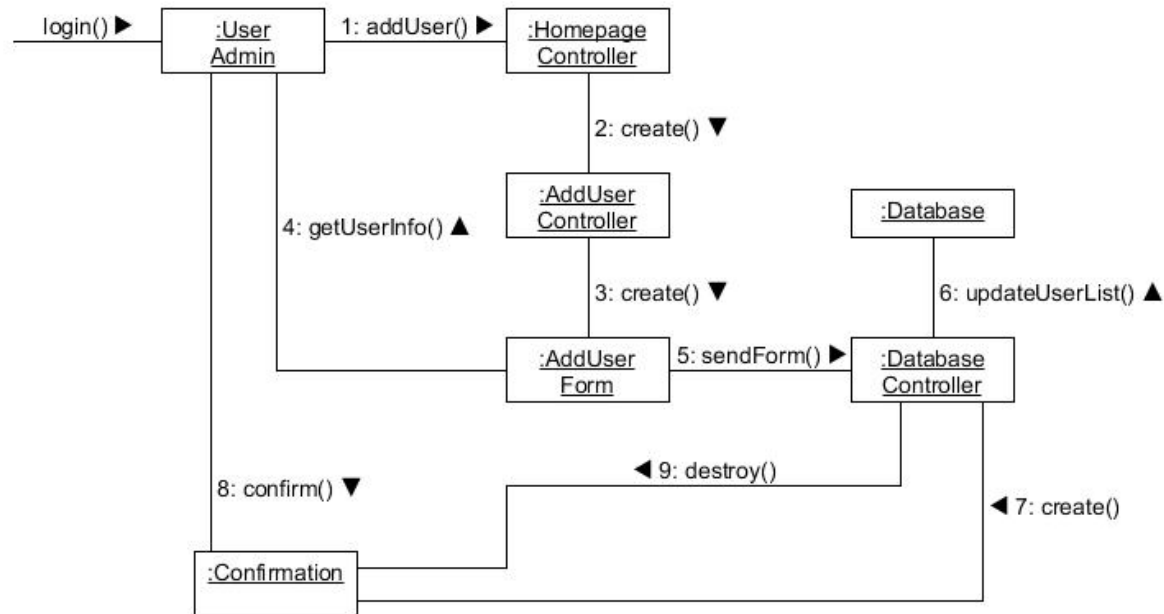 login() ►
:User
Admin
1: addUser() ►
:Homepage
Controller
2: create() ▼
:AddUser
Controller
:Database
4: getUserInfo() ▲
3: create() ▼
6: updateUserList() ▲
:AddUser
Form
5: sendForm() ►
:Database
Controller
◄ 9: destroy()
8: confirm() ▼
◄ 7: create()
:Confirmation